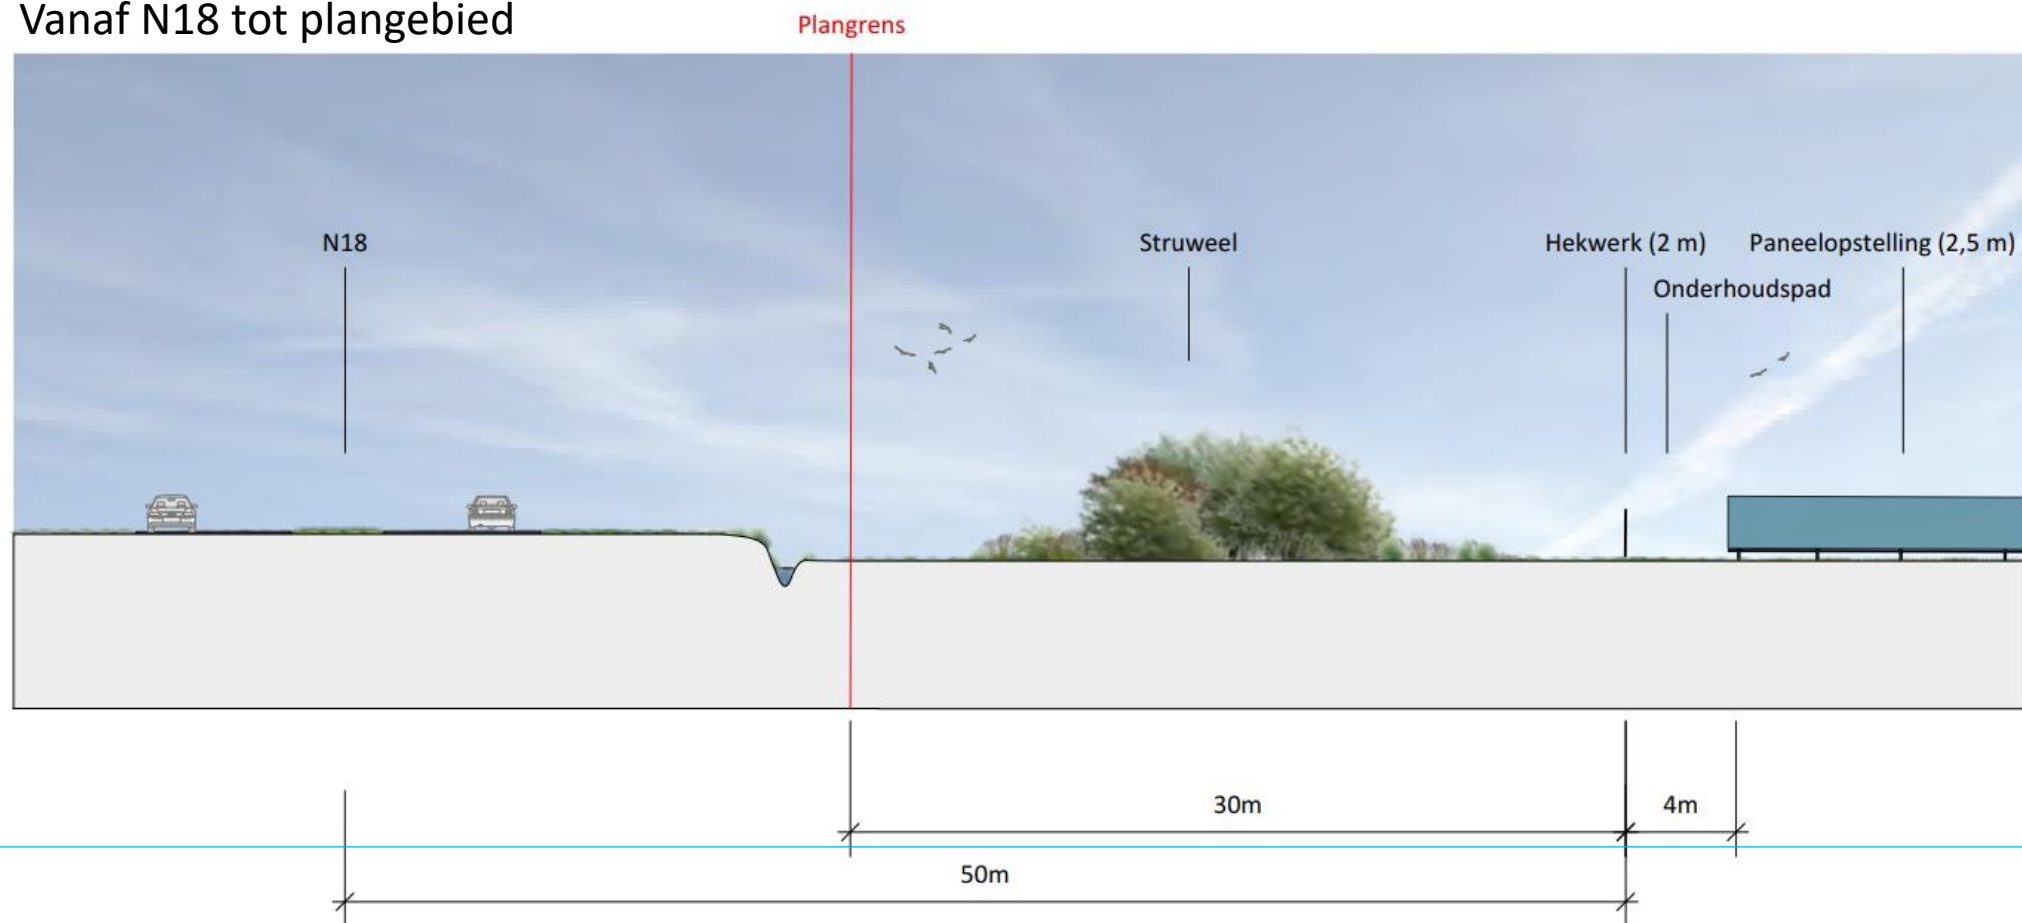 Vanaf N18 tot plangebied
Plangrens
N18
Struweel
Hekwerk (2 m)
Paneelopstelling (2,5 m)
Onderhoudspad
30m
4m
50m